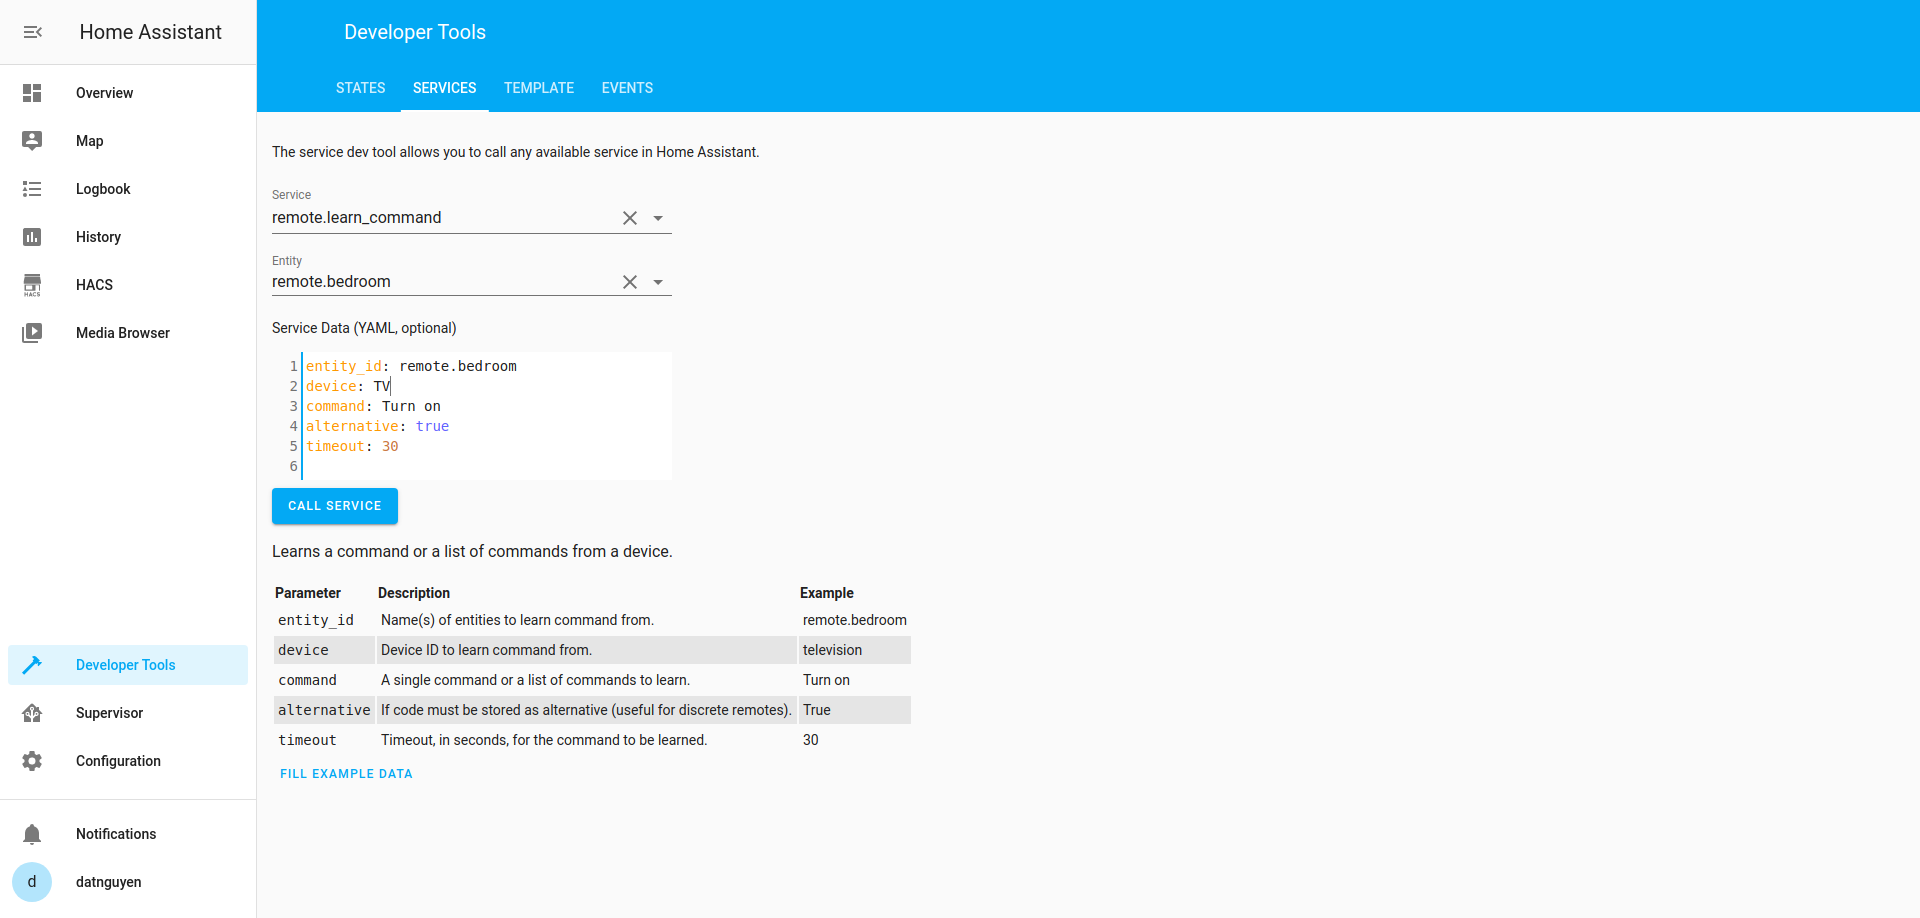 Home Assistant
Overview
Map
Logbook
History
HACS
HACS
Media Browser
Developer Tools
Supervisor
Configuration
Notifications
d
datnguyen
Developer Tools
STATES SERVICES TEMPLATE EVENTS
The service dev tool allows you to call any available service in Home Assistant.
Service
remote.learn_command
Entity
remote.bedroom
Service Data (YAML, optional)
1 entity_id: remote.bedroom
2 device: TV
3 command: Turn on
4 alternative: true
5 timeout: 30
6
CALL SERVICE
Learns a command or a list of commands from a device.
Parameter Description Example
entity_id Name(s) of entities to learn command from. remote.bedroom
device Device ID to learn command from. television
command A single command or a list of commands to learn. Turn on
alternative If code must be stored as alternative (useful for discrete remotes). True
timeout Timeout, in seconds, for the command to be learned. 30
FILL EXAMPLE DATA